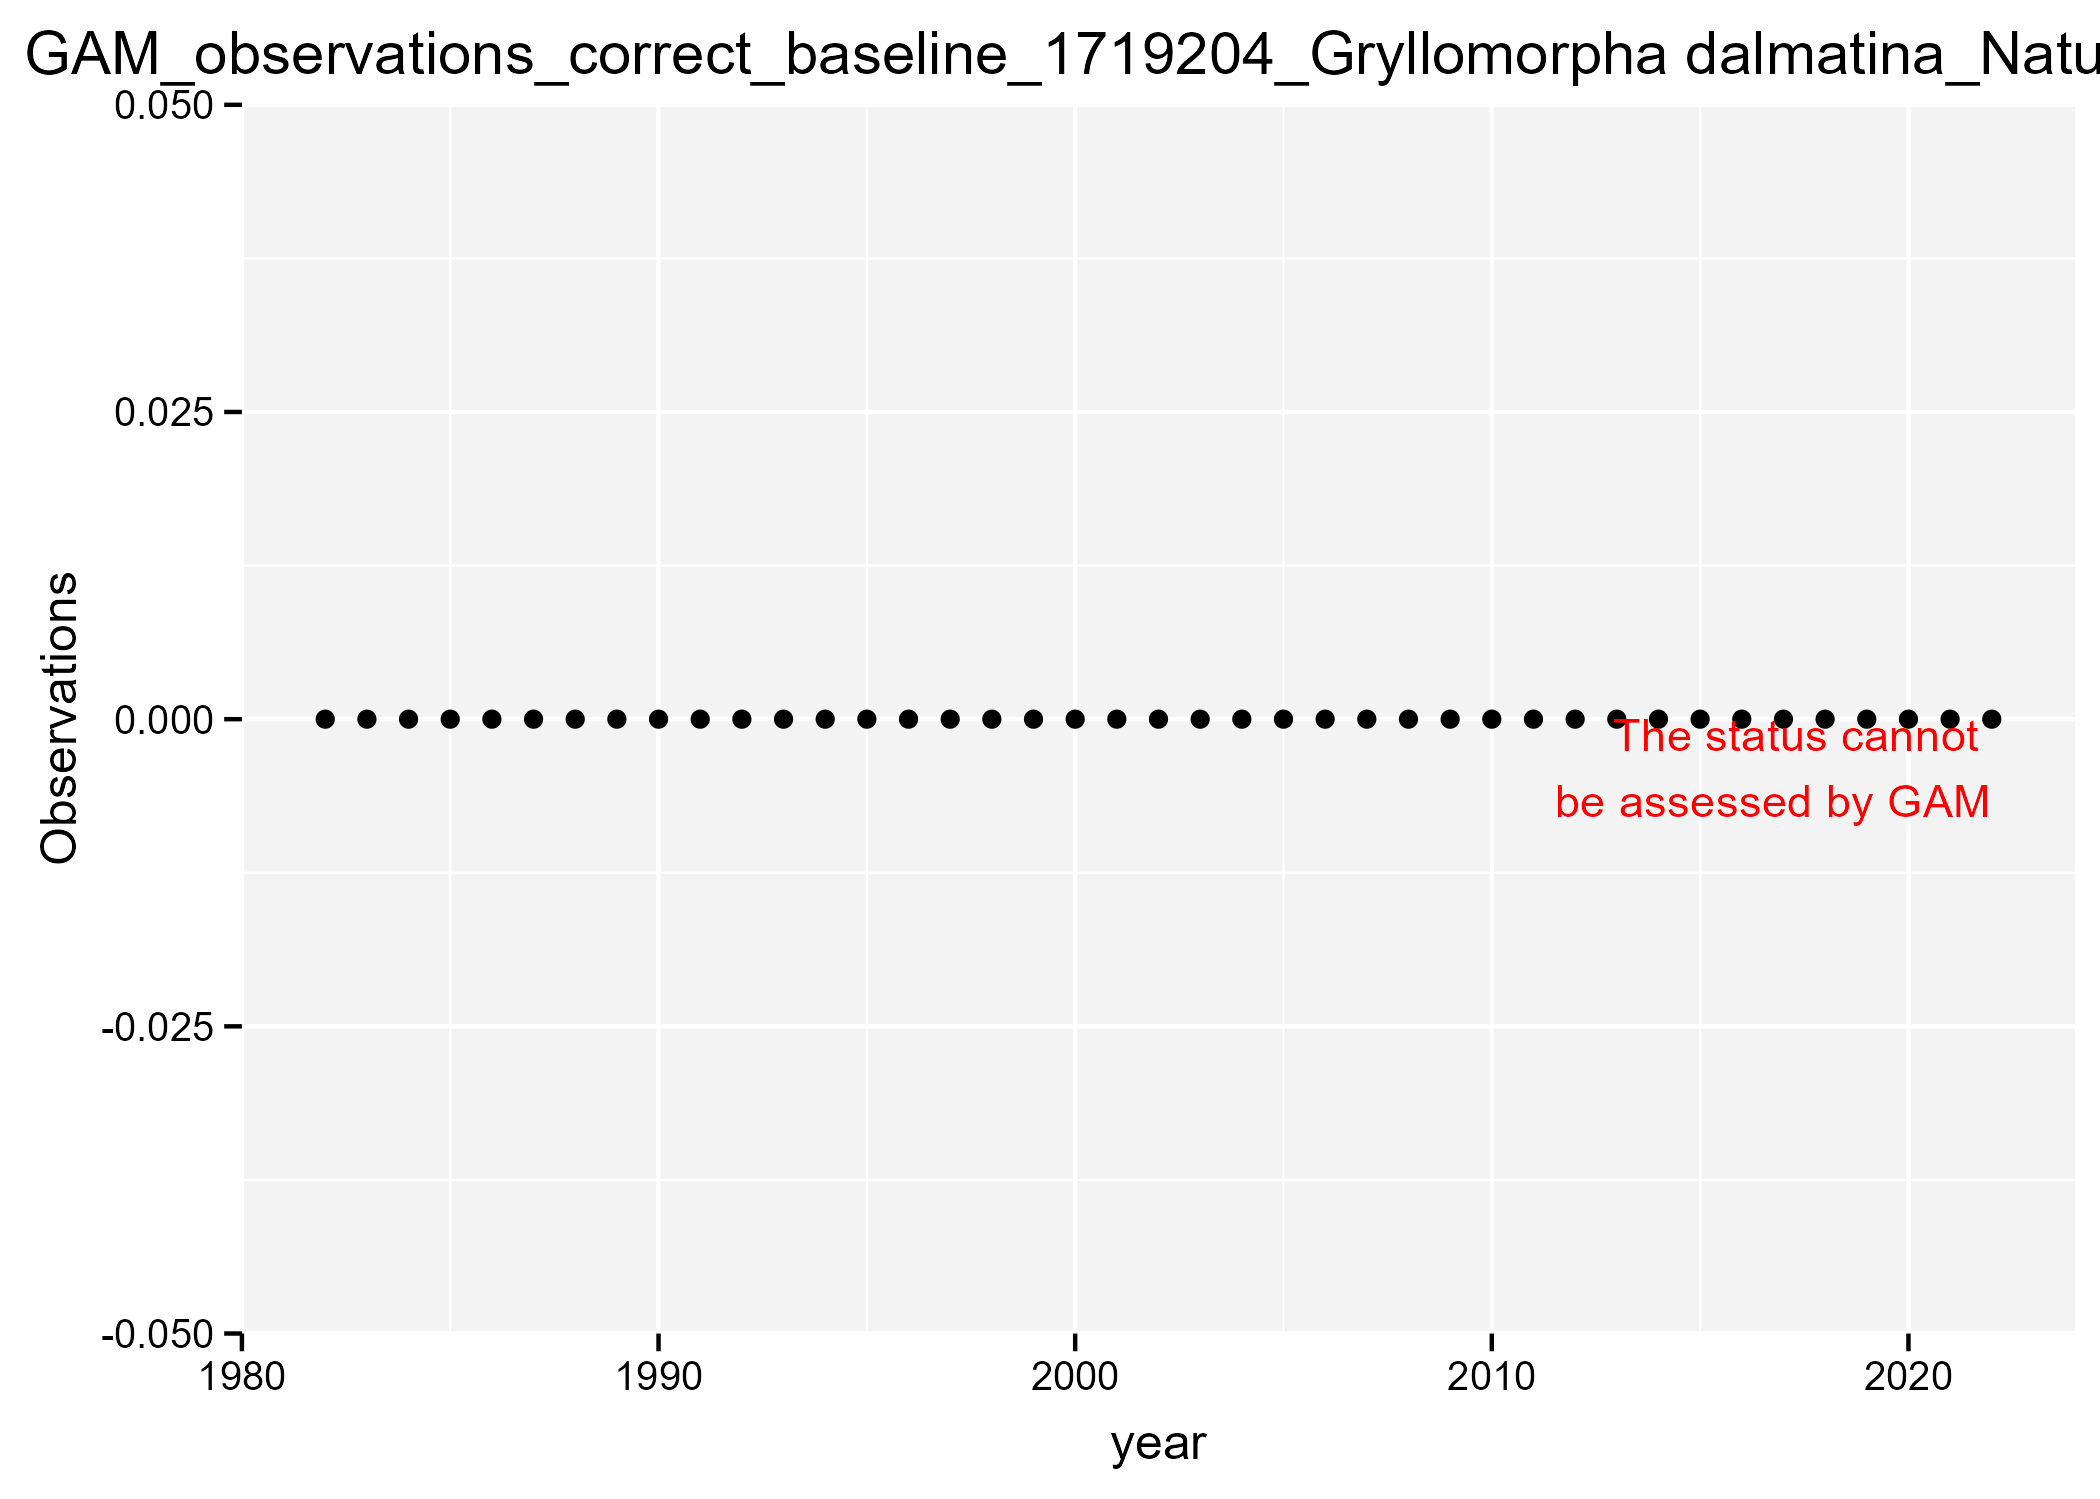 GAM_observations_correct_baseline_1719204_Gryllomorpha dalmatina_Natu
0.050
0.025
0.000
-0.025
-0.050
Observations
The status cannot
be assessed by GAM
1980 1990 2000 2010 2020
year